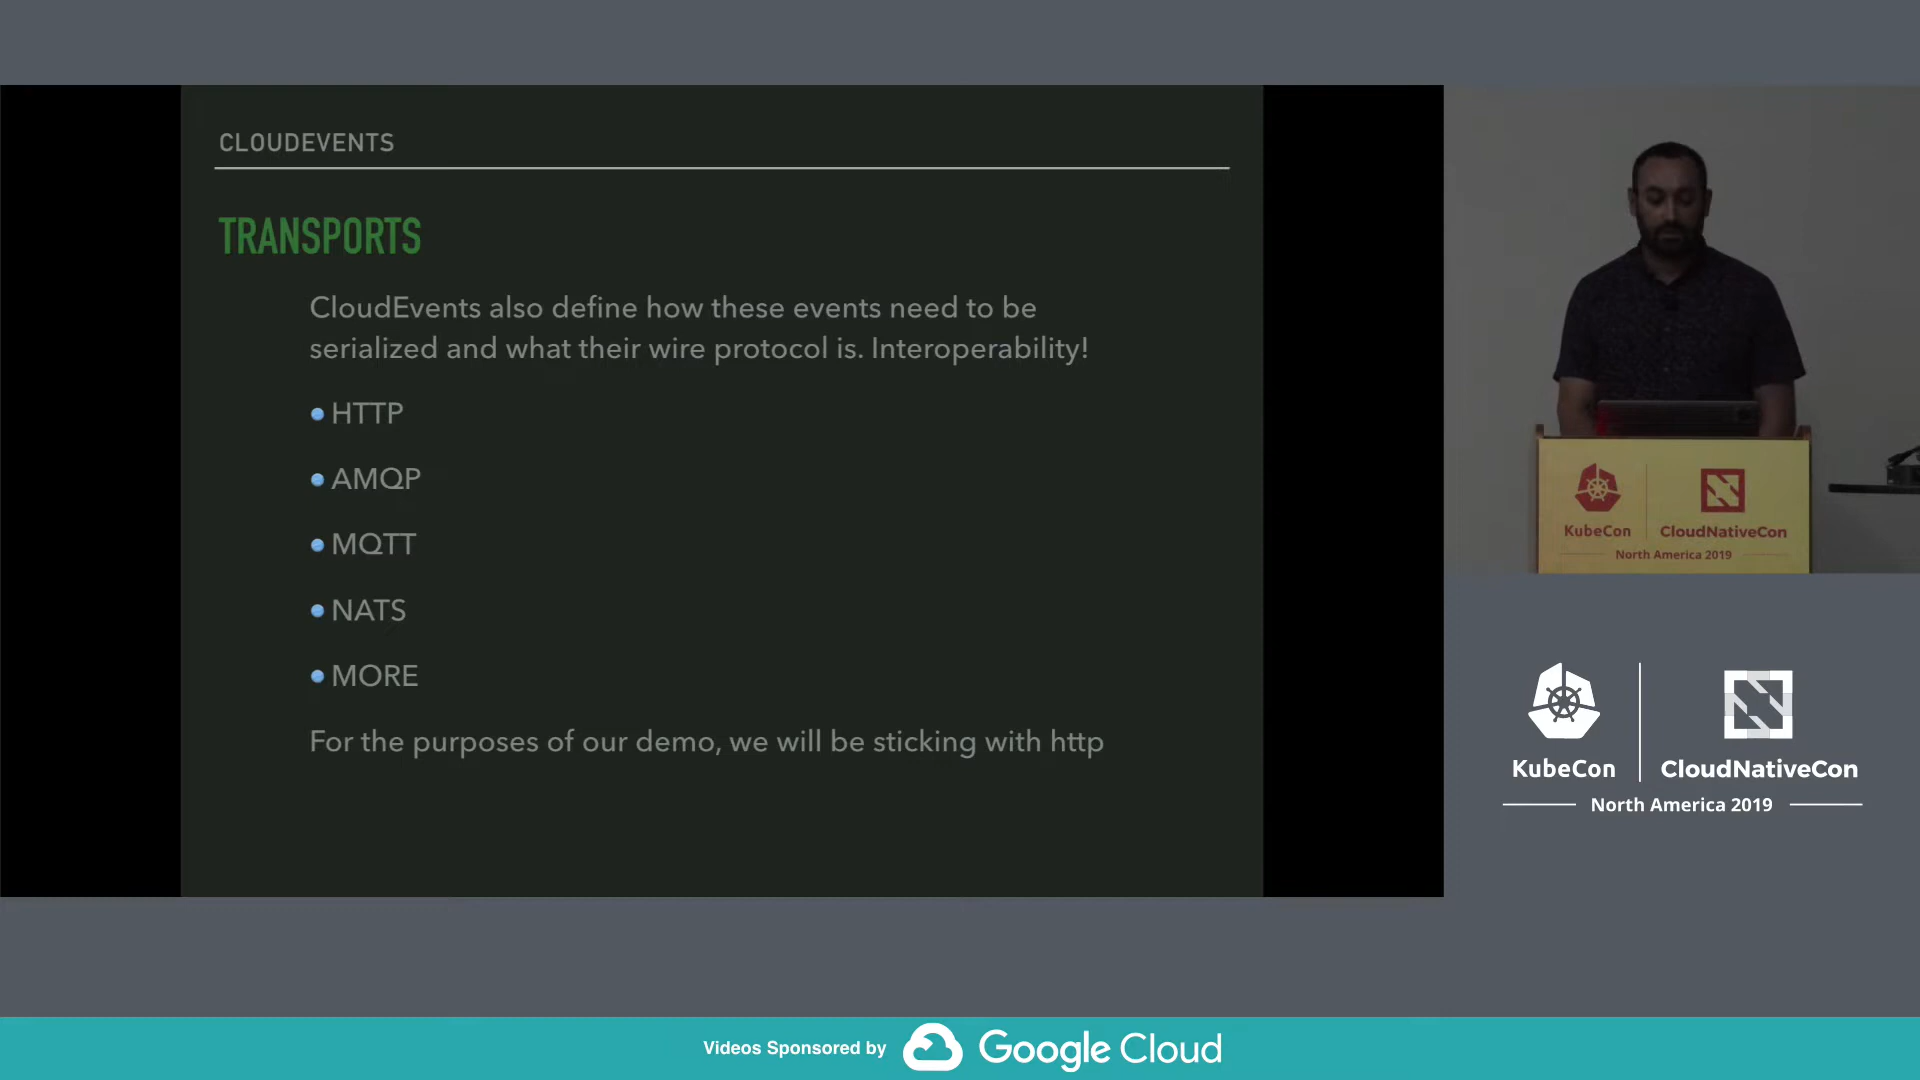 CLOUDEVENTS
TRANSPORTS
CloudEvents also define how these events need to be
serialized and what their wire protocol is. Interoperability!
HTTP
AMQP
MQTT
NATS
MORE
For the purposes of our demo, we will be sticking with http
KubeCon
CloudNativeCon
North America 2019
KubeCon
CloudNativeCon
North America 2019
Videos Sponsored by Google Cloud